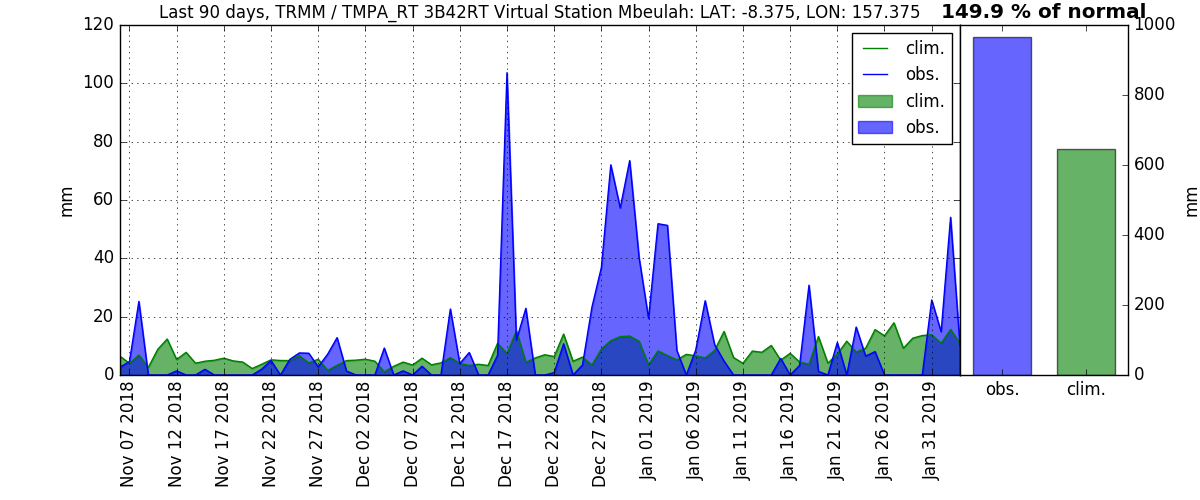 Last 90 days, TRMM / TMPA_RT 3B42RT Virtual Station Mbeulah: LAT: -8.375, LON: 157.375
149.9 % of normal
120
100
80
60
40
20
0
mm
clim.
obs.
clim.
obs.
1000
800
600
400
200
0
mm
Nov 07 2018
Nov 12 2018
Nov 17 2018
Nov 22 2018
Nov 27 2018
Dec 02 2018
Dec 07 2018
Dec 12 2018
Dec 17 2018
Dec 22 2018
Dec 27 2018
Jan 01 2019
Jan 06 2019
Jan 11 2019
Jan 16 2019
Jan 21 2019
Jan 26 2019
Jan 31 2019
obs.
clim.